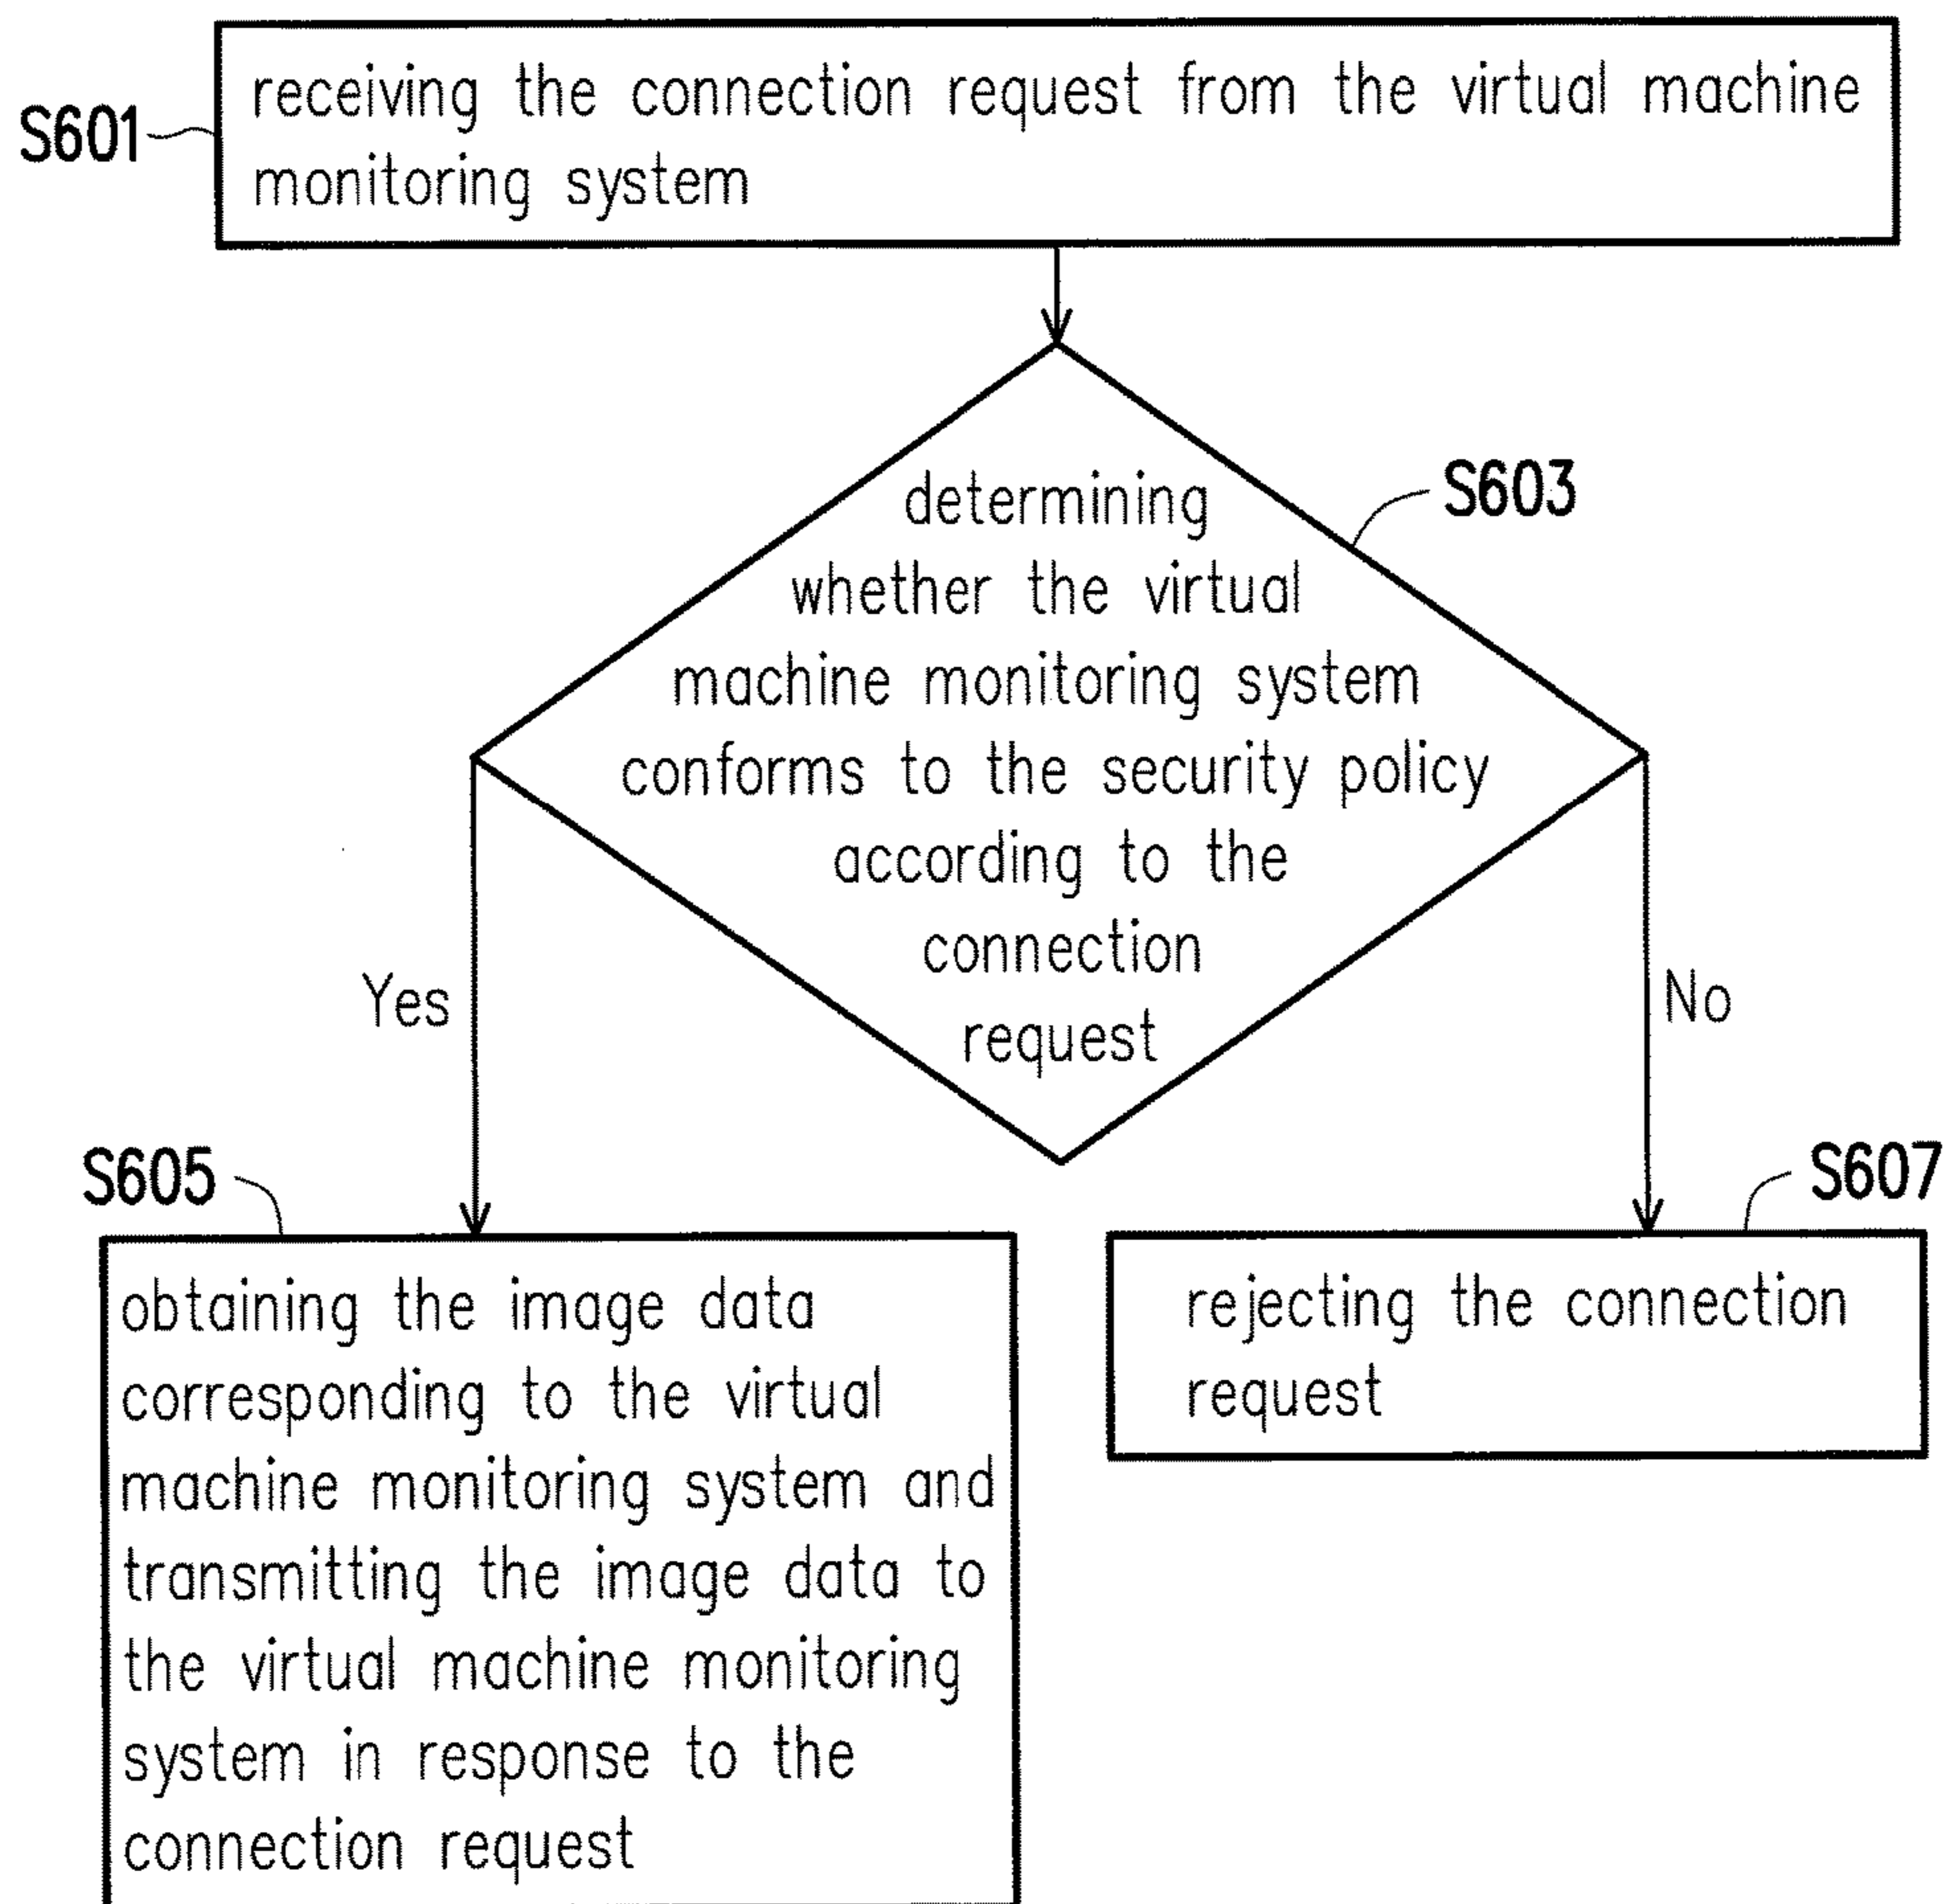 S601
receiving the connection request from the virtual machine
monitoring system
S603
determining
whether the virtual
machine monitoring system
conforms to the security policy
according to the
connection
request
Yes
No
S605
obtaining the image data
corresponding to the virtual
machine monitoring system and
transmitting the image data to
the virtual machine monitoring
system in response to the
connection request
S607
rejecting the connection
request